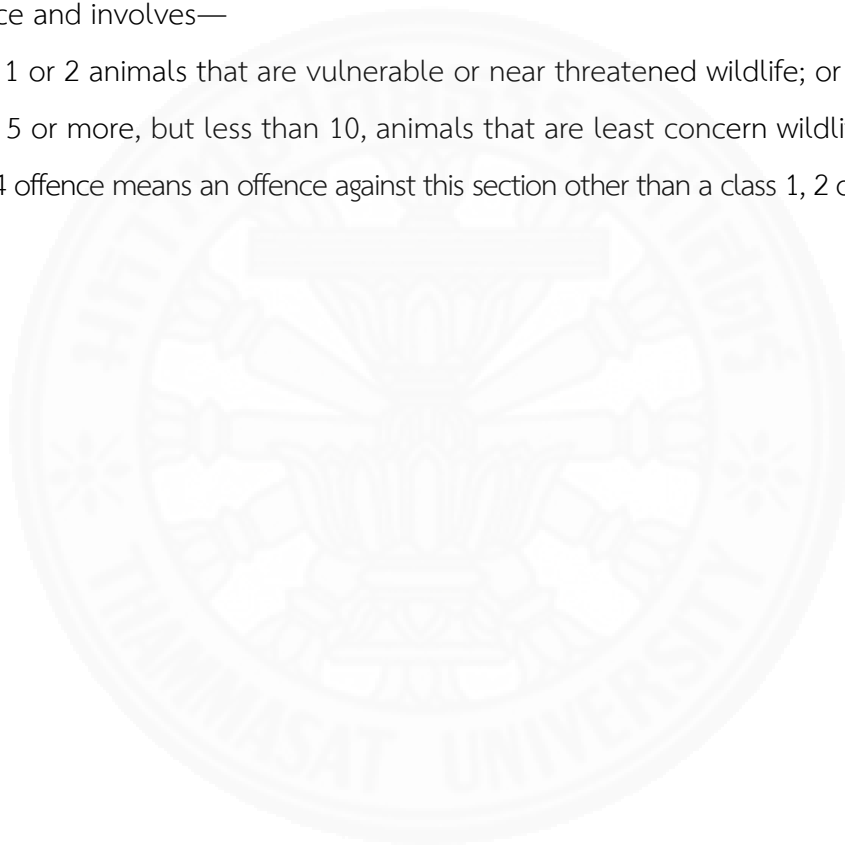 ce and involves—
1 or 2 animals that are vulnerable or near threatened wildlife; or
5 or more, but less than 10, animals that are least concern wildli
4 offence means an offence against this section other than a class 1, 2 o
THAMMASAT UNIVERSITY